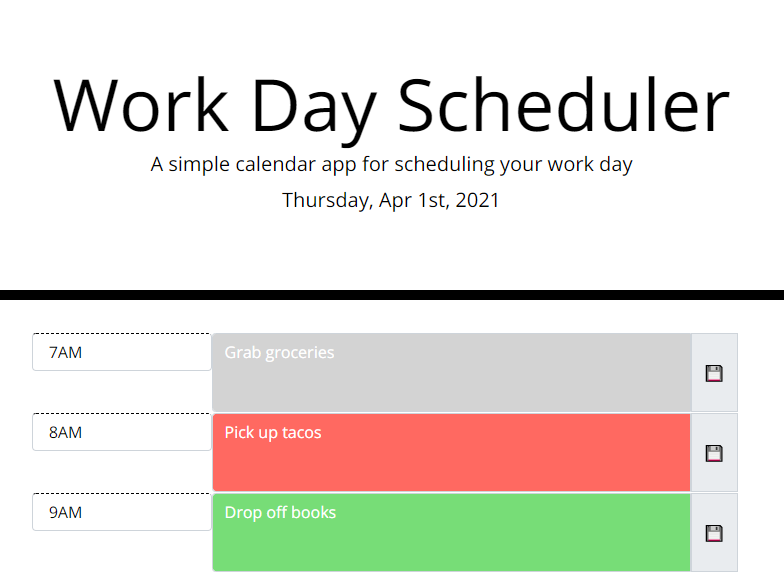 Work Day Scheduler
A simple calendar app for scheduling your work day
Thursday, Apr 1st, 2021
7AM
Grab groceries
8AM
Pick up tacos
9AM
Drop off books